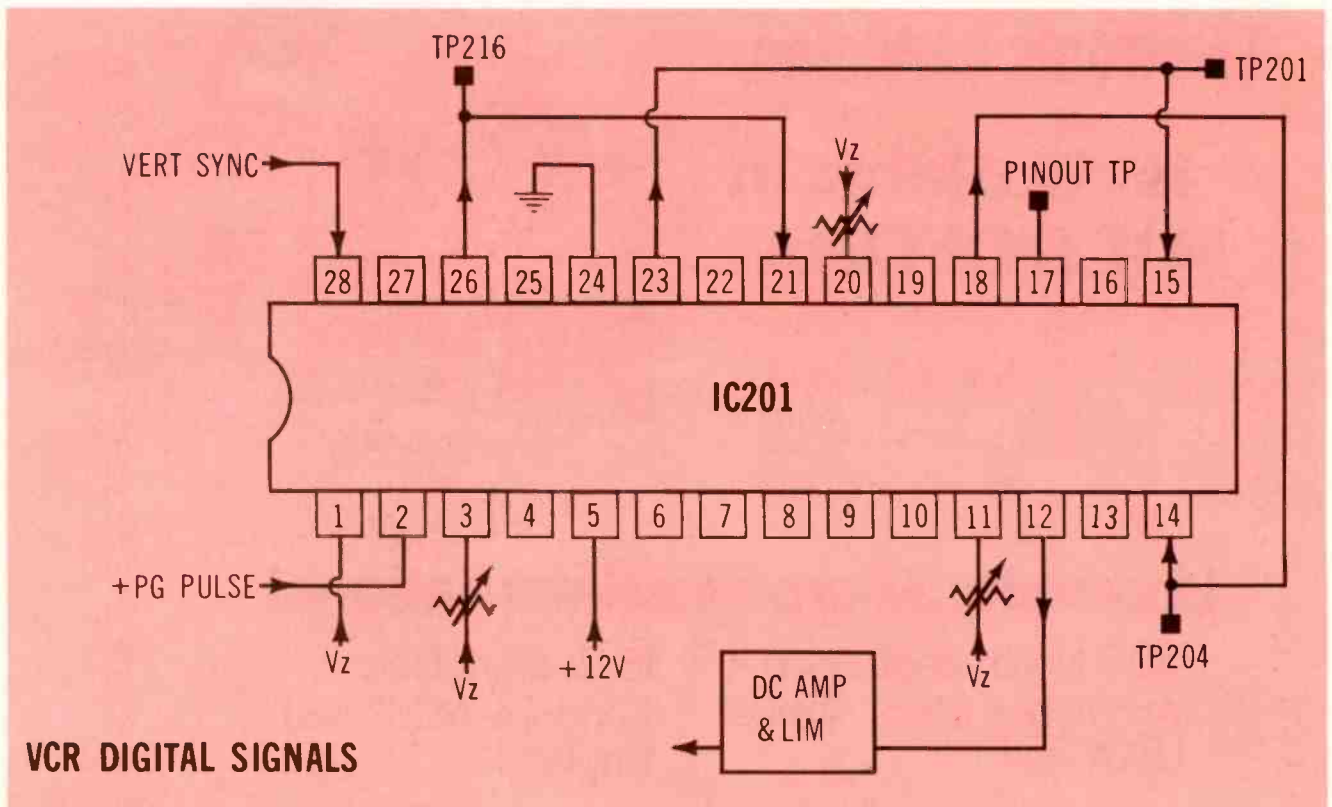 TP216
TP201
VERT SYNC
Vz
PINOUT TP
28 27 26 25 24 23 22 21 20 19 18 17 16 15
IC201
1 2 3 4 5 6 7 8 9 10 11 12 13 14
+PG PULSE
Vz
Vz
+12V
Vz
TP204
DC AMP
& LIM
VCR DIGITAL SIGNALS